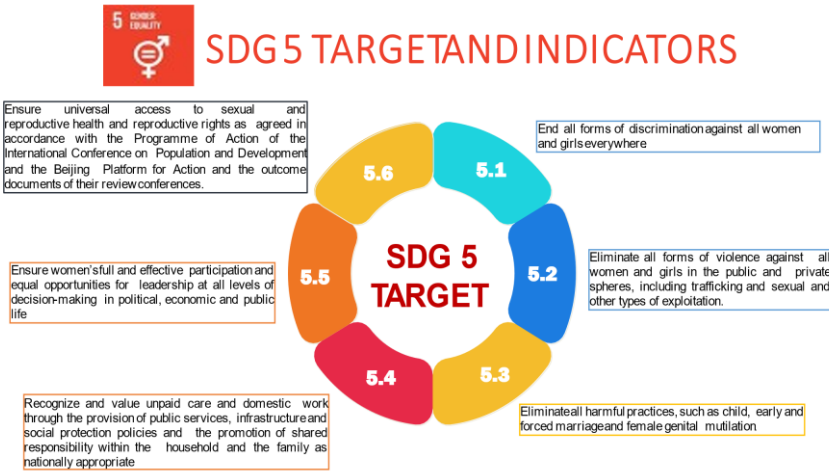 5 GENDER
EQUALITY
SDG 5 TARGET AND INDICATORS
Ensure universal access to sexual and
reproductive health and reproductive rights as agreed in
accordance with the Programme of Action of the
International Conference on Population and Development
and the Beijing Platform for Action and the outcome
documents of their review conferences.
End all forms of discrimination against all women
and girls everywhere
5.6
5.1
Ensure women's full and effective participation and
equal opportunities for leadership at all levels of
decision-making in political, economic and public
life
5.5
SDG 5
TARGET
5.2
Eliminate all forms of violence against all
women and girls in the public and private
spheres, including trafficking and sexual and
other types of exploitation.
5.4
5.3
Recognize and value unpaid care and domestic work
through the provision of public services, infrastructure and
social protection policies and the promotion of shared
responsibility within the household and the family as
nationally appropriate
Eliminate all harmful practices, such as child, early and
forced marriage and female genital mutilation